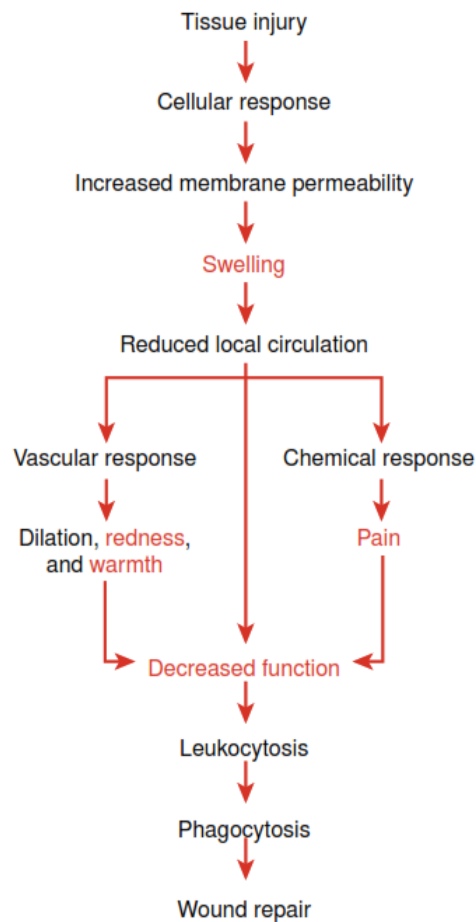 Tissue injury
Cellular response
Increased membrane permeability
Swelling
Reduced local circulation
Vascular response
Chemical response
Dilation, redness,
and warmth
Pain
Decreased function
Leukocytosis
Phagocytosis
Wound repair